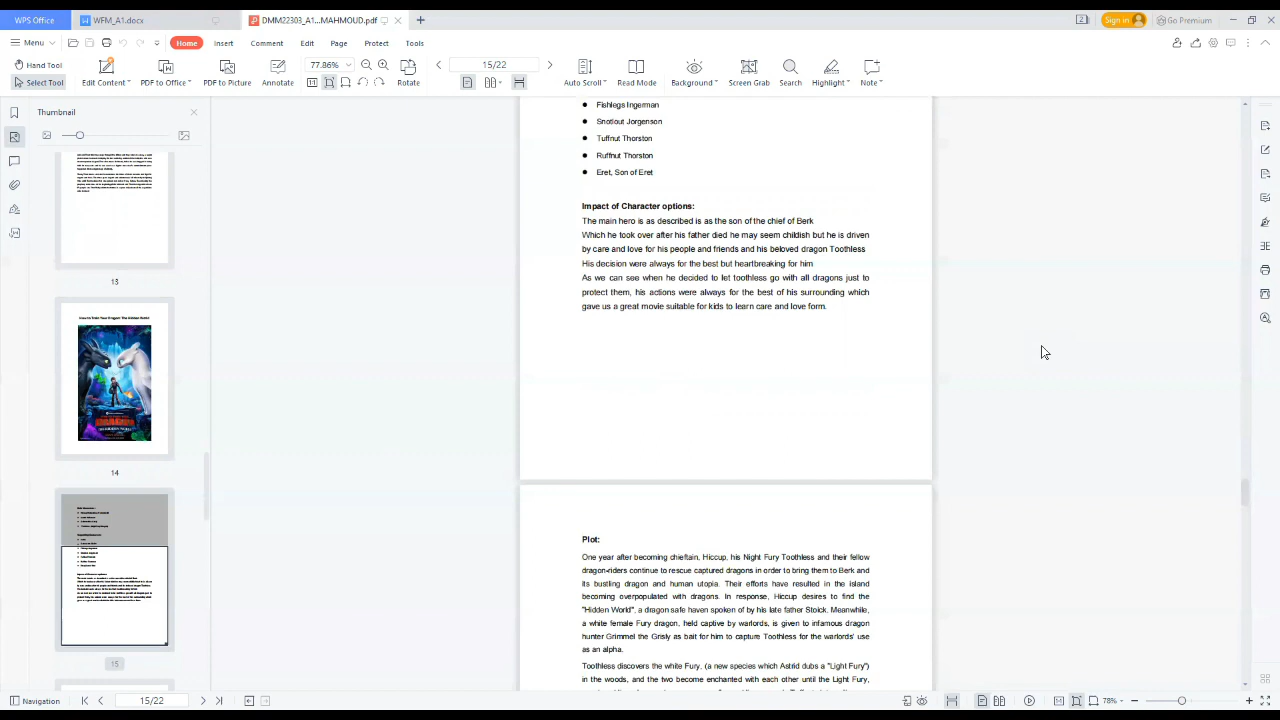 WPS Office
WFM_A1.docx
DMM22303_A1...MAHMOUD.pdf
Sign in
Go Premium
Menu
Home
Insert
Comment
Edit
Page
Protect
Tools
Hand Tool
Select Tool
Edit Content
PDF to Office
PDF to Picture
Annotate
77.86%
Rotate
15/22
Auto Scroll
Read Mode
Background
Screen Grab
Search
Highlight
Note
Thumbnail
13
How to Train Your Dragon: The Hidden World
14
15
Fishlegs Ingerman
Snotlout Jorgenson
Tuffnut Thorston
Ruffnut Thorston
Eret, Son of Eret
Impact of Character options:
The main hero is as described is as the son of the chief of Berk
Which he took over after his father died he may seem childish but he is driven
by care and love for his people and friends and his beloved dragon Toothless
His decision were always for the best but heartbreaking for him
As we can see when he decided to let toothless go with all dragons just to
protect them, his actions were always for the best of his surrounding which
gave us a great movie suitable for kids to learn care and love form.
Plot:
One year after becoming chieftain, Hiccup, his Night Fury Toothless and their fellow
dragon-riders continue to rescue captured dragons in order to bring them to Berk and
its bustling dragon and human utopia. Their efforts have resulted in the island
becoming overpopulated with dragons. In response, Hiccup desires to find the
"Hidden World", a dragon safe haven spoken of by his late father Stoick. Meanwhile,
a white female Fury dragon, held captive by warlords, is given to infamous dragon
hunter Grimmel the Grisly as bait for him to capture Toothless for the warlords' use
as an alpha.
Toothless discovers the white Fury, (a new species which Astrid dubs a "Light Fury")
in the woods, and the two become enchanted with each other until the Light Fury,
Navigation
15/22
78%